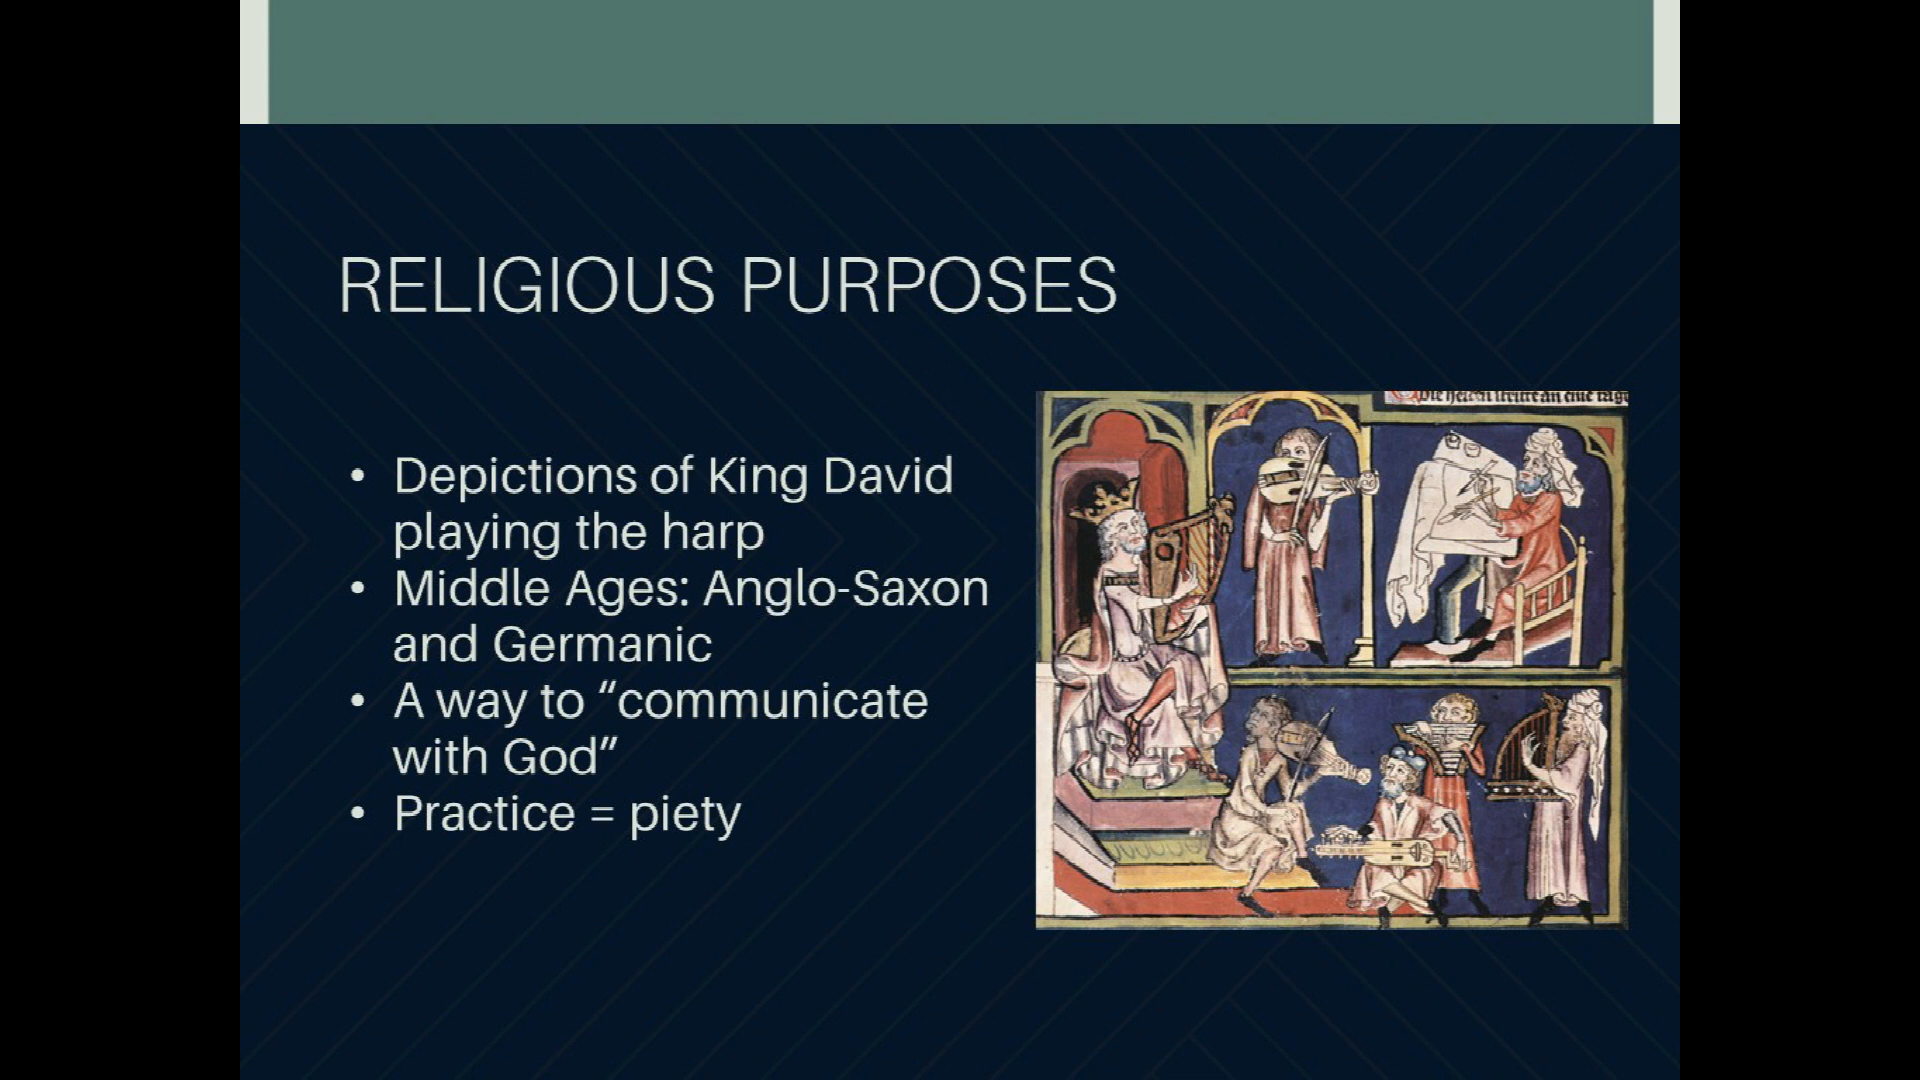 RELIGIOUS PURPOSES
• Depictions of King David
playing the harp
• Middle Ages: Anglo-Saxon
and Germanic
• A way to “communicate
with God”
• Practice = piety